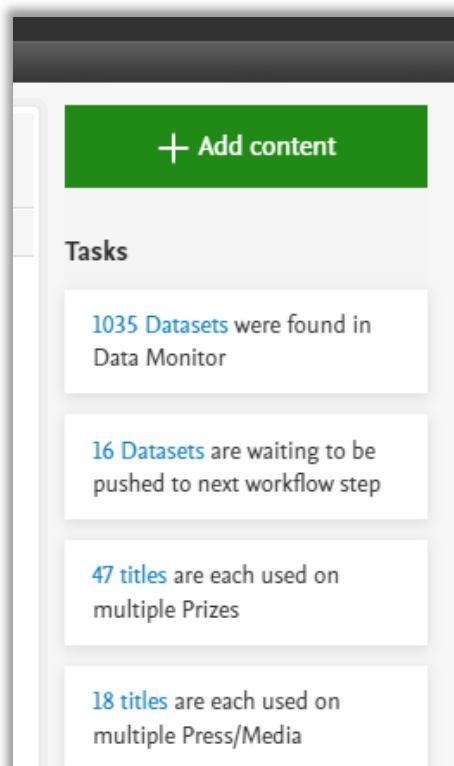 + Add content
Tasks
1035 Datasets were found in
Data Monitor
16 Datasets are waiting to be
pushed to next workflow step
47 titles are each used on
multiple Prizes
18 titles are each used on
multiple Press/Media